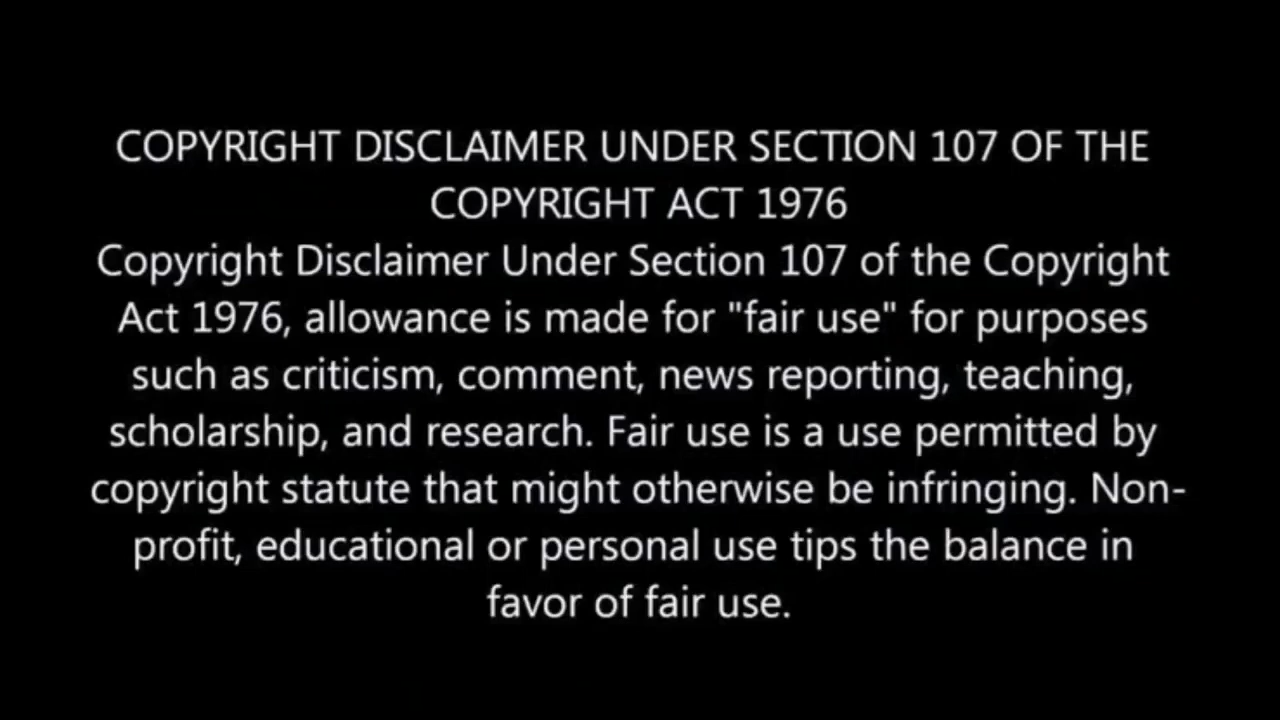 COPYRIGHT DISCLAIMER UNDER SECTION 107 OF THE
COPYRIGHT ACT 1976
Copyright Disclaimer Under Section 107 of the Copyright
Act 1976, allowance is made for "fair use" for purposes
such as criticism, comment, news reporting, teaching,
scholarship, and research. Fair use is a use permitted by
copyright statute that might otherwise be infringing. Non-
profit, educational or personal use tips the balance in
favor of fair use.